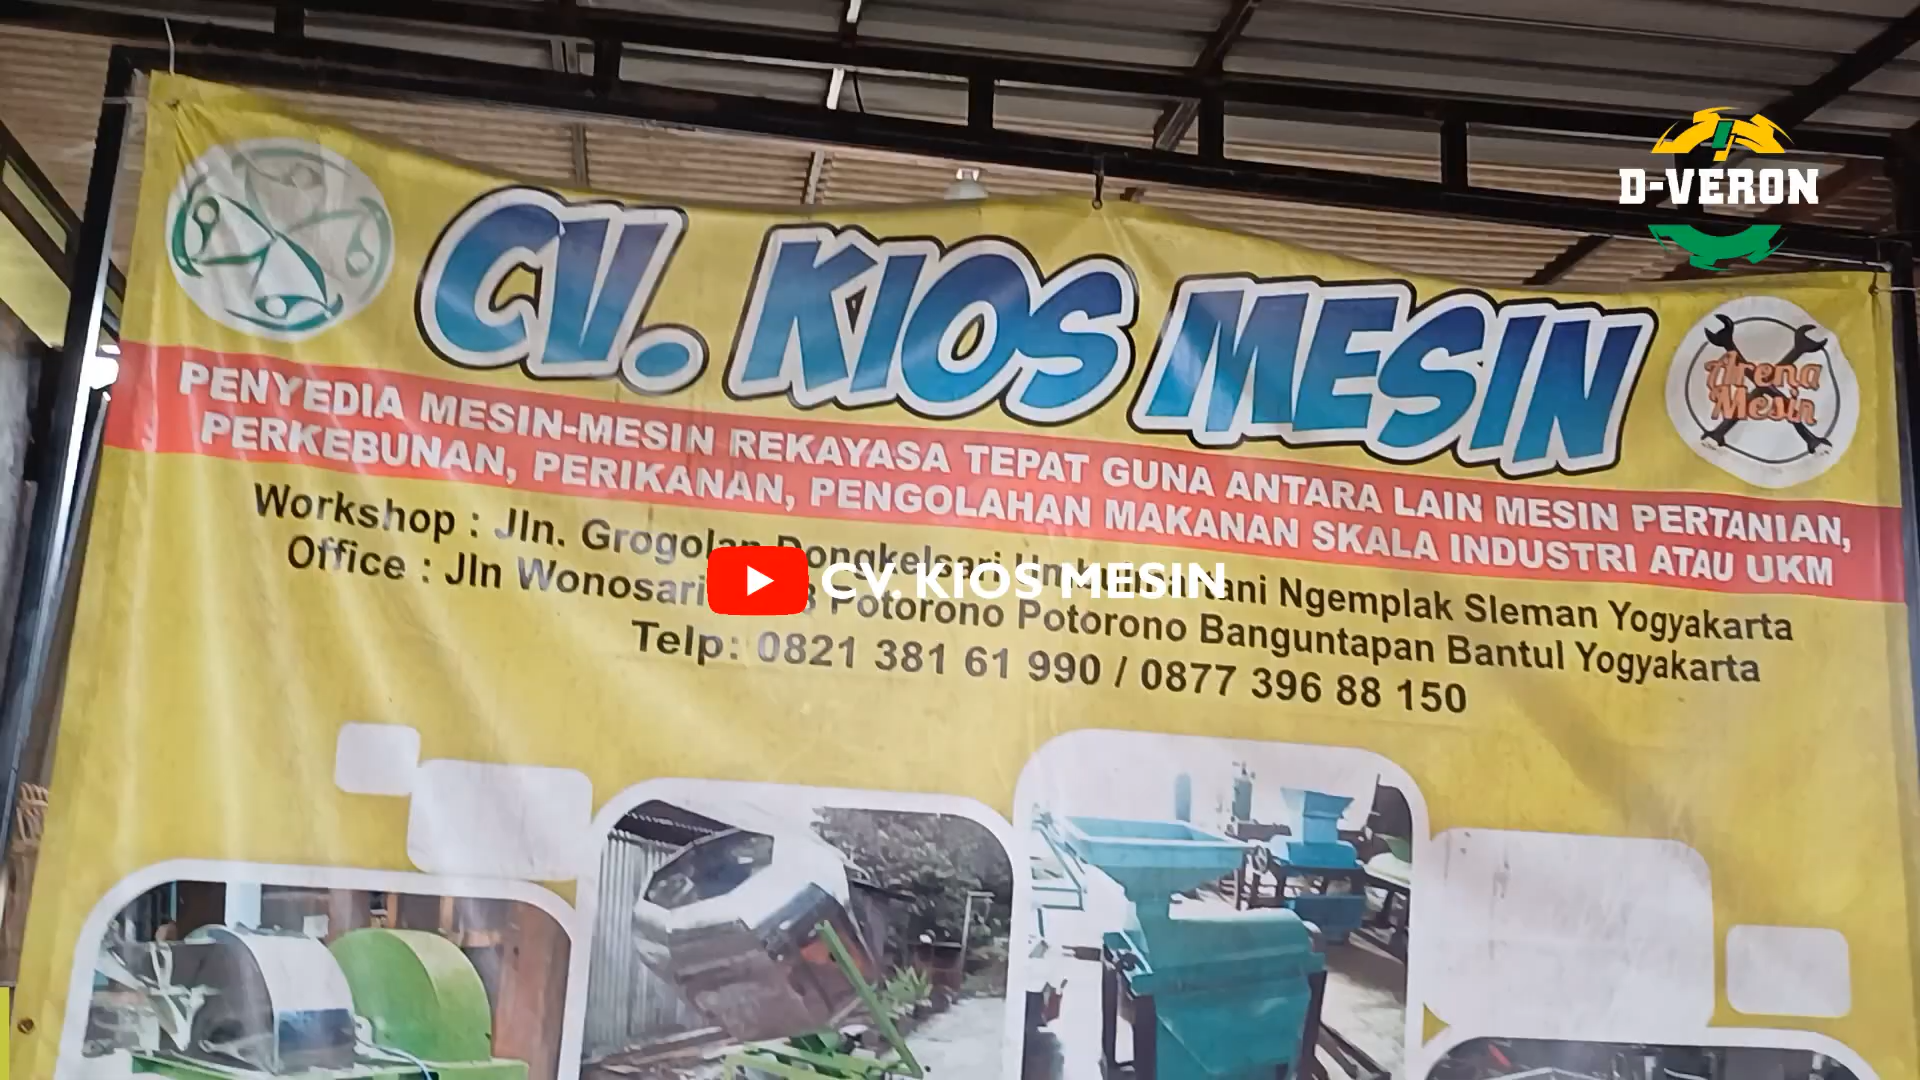 D-VERON
CV. KIOS MESIN
Arena
Mesin
PENYEDIA MESIN-MESIN REKAYASA TEPAT GUNA ANTARA LAIN MESIN PERTANIAN,
PERKEBUNAN, PERIKANAN, PENGOLAHAN MAKANAN SKALA INDUSTRI ATAU UKM
Workshop : Jln. Grogolan Dongkelsari Ngemplak Sleman Yogyakarta
Office : Jln Wonosari Potorono Potorono Banguntapan Bantul Yogyakarta
CV. KIOS MESIN
Telp: 0821 381 61 990 / 0877 396 88 150